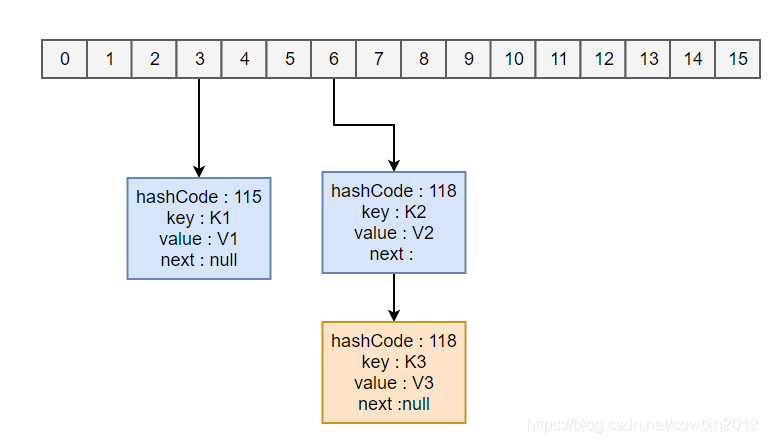 0 1 2 3 4 5 6 7 8 9 10 11 12 13 14 15
hashCode : 115
key : K1
value : V1
next : null
hashCode : 118
key : K2
value : V2
next :
hashCode : 118
key : K3
value : V3
next :null
https://blog.csdn.net/cowbin2012